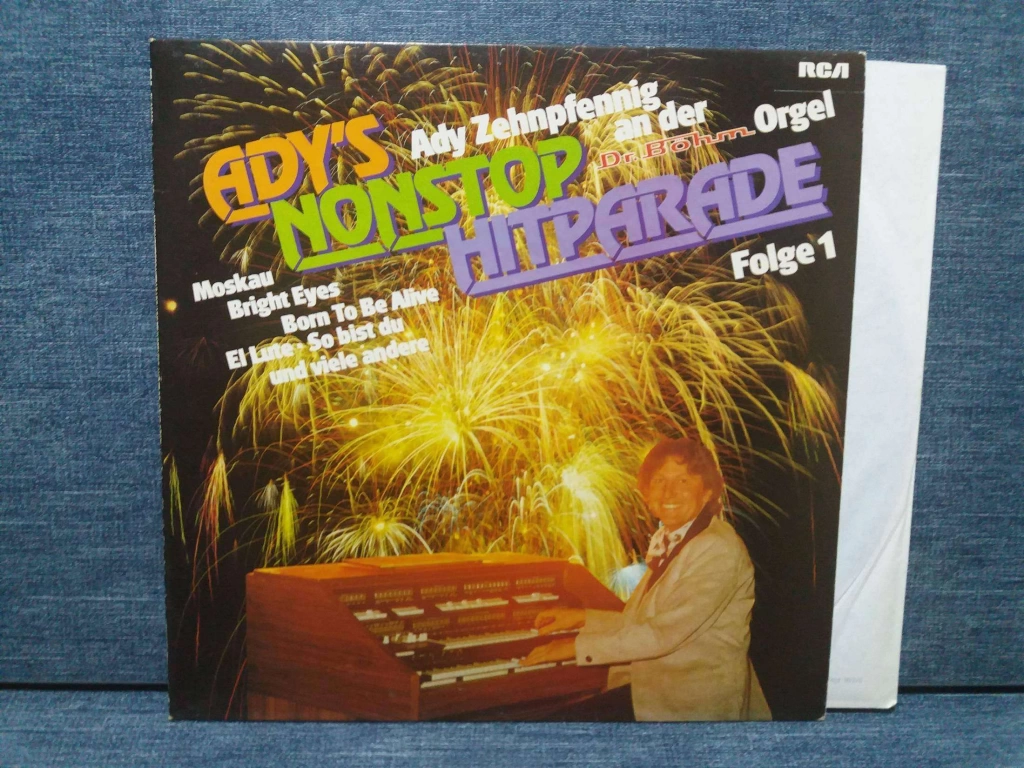 RCA
Ady Zehnpfennig
an der
Dr. Böhm Orgel
ADY'S
NONSTOP
HITPARADE
Folge 1
Moskau
Bright Eyes
Born To Be Alive
El Lute · So bist du
und viele andere